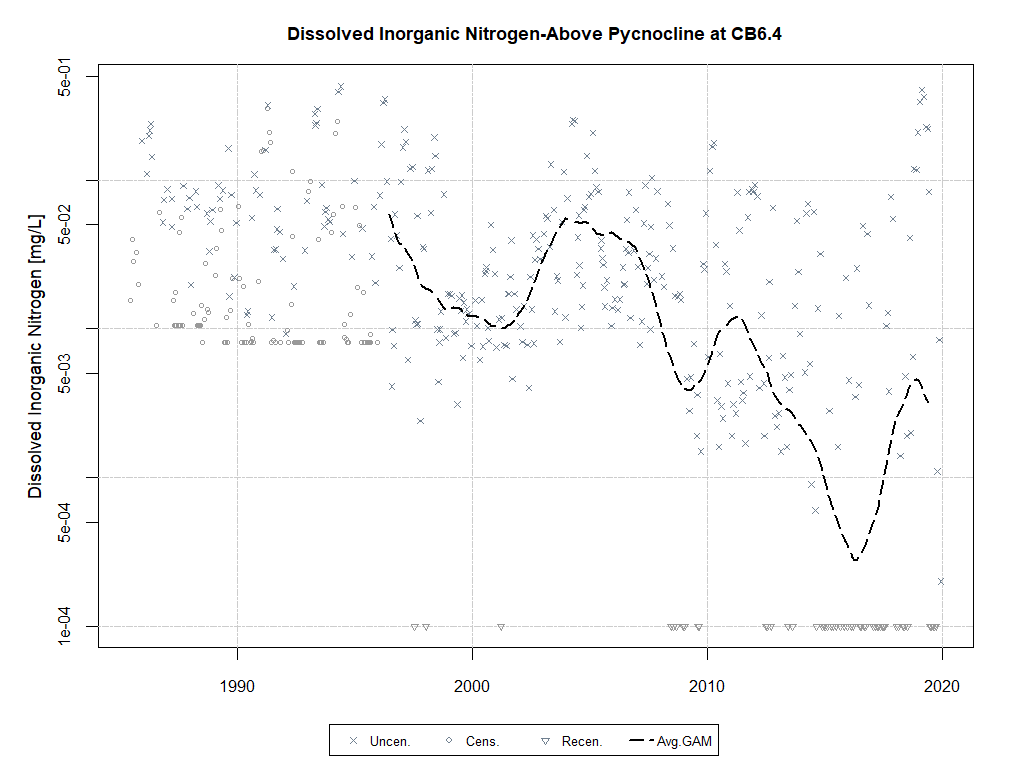 Dissolved Inorganic Nitrogen-Above Pycnocline at CB6.4
Dissolved Inorganic Nitrogen [mg/L]
5e-01
5e-02
5e-03
5e-04
1e-04
1990
2000
2010
2020
Uncen.
Cens.
Recen.
Avg.GAM